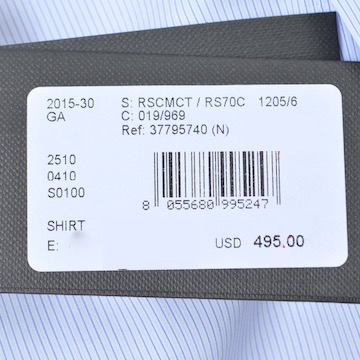 2015-30 S: RSCMCT / RS70C 1205/6
GA C: 019/969
Ref: 37795740 (N)
2510
0410
S0100
8 055680 995247
SHIRT
E: USD 495.00